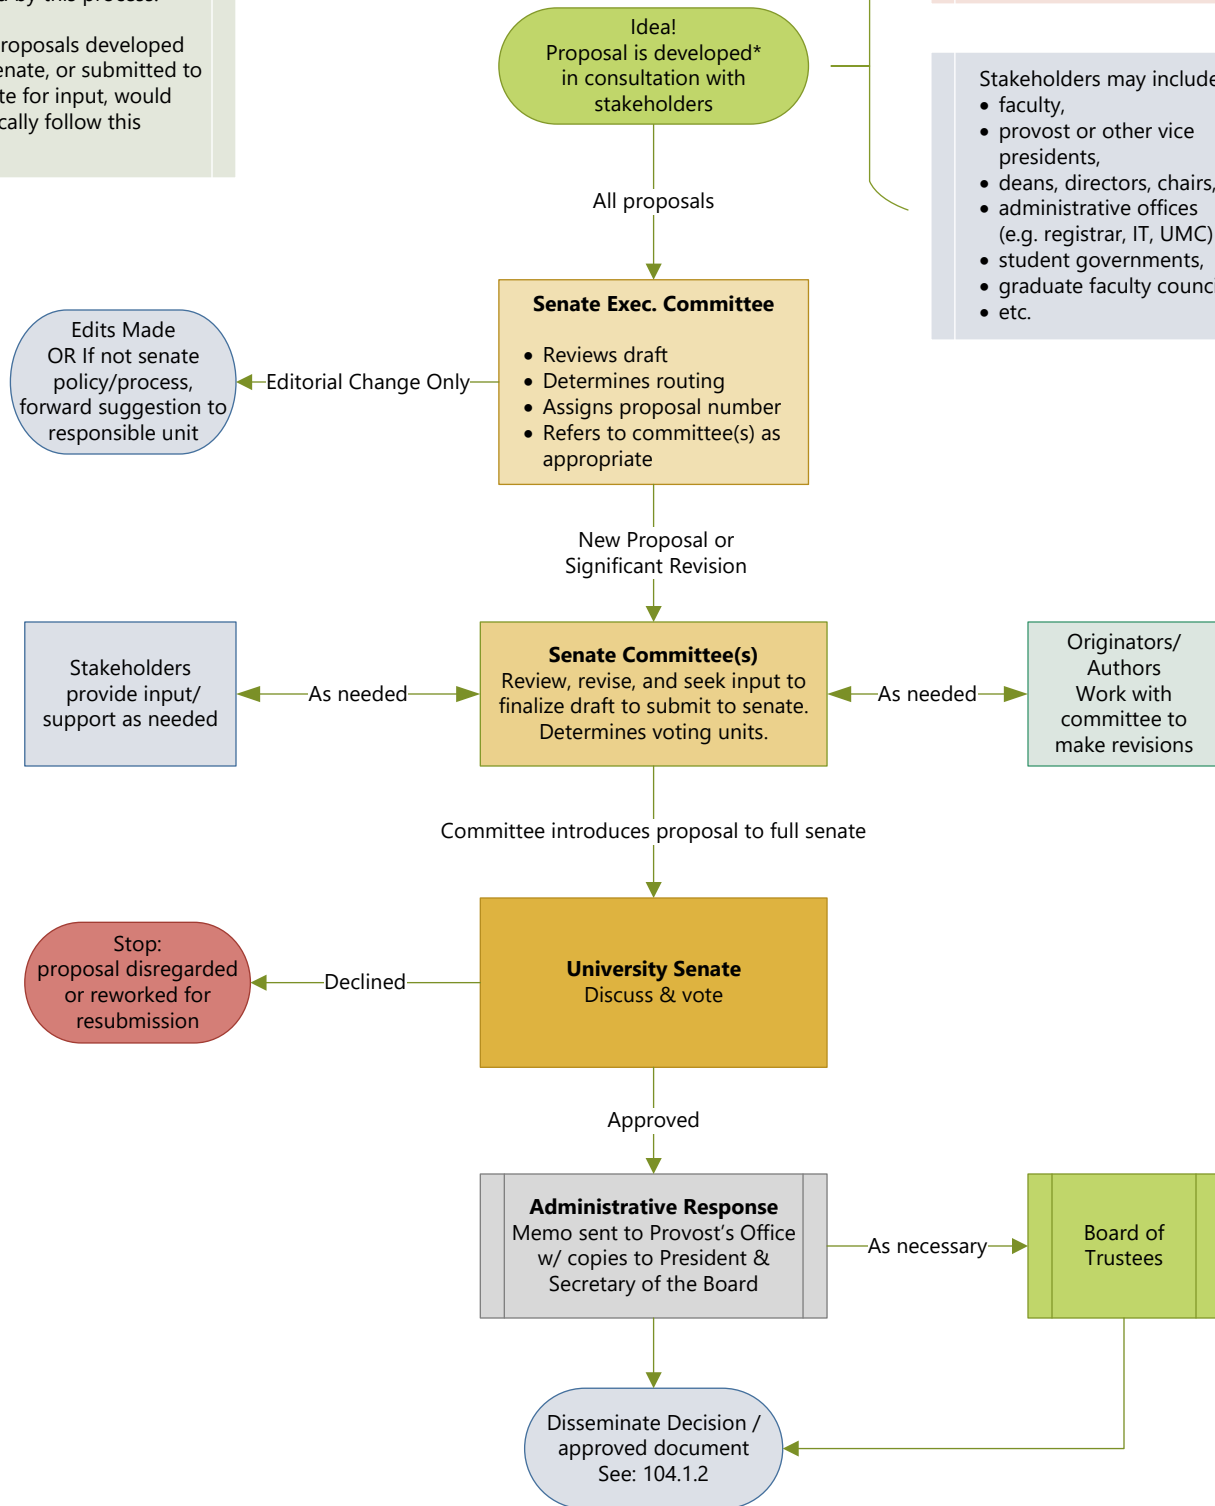 by this process.
roposals developed
enate, or submitted to
te for input, would
cally follow this
Idea!
Proposal is developed*
in consultation with
stakeholders
Stakeholders may include
• faculty,
• provost or other vice
presidents,
• deans, directors, chairs,
• administrative offices
(e.g. registrar, IT, UMC)
• student governments,
• graduate faculty counci
• etc.
All proposals
Senate Exec. Committee
• Reviews draft
• Determines routing
• Assigns proposal number
• Refers to committee(s) as
appropriate
Editorial Change Only
Edits Made
OR If not senate
policy/process,
forward suggestion to
responsible unit
New Proposal or
Significant Revision
Stakeholders
provide input/
support as needed
As needed
Senate Committee(s)
Review, revise, and seek input to
finalize draft to submit to senate.
Determines voting units.
As needed
Originators/
Authors
Work with
committee to
make revisions
Committee introduces proposal to full senate
University Senate
Discuss & vote
Declined
Stop:
proposal disregarded
or reworked for
resubmission
Approved
Administrative Response
Memo sent to Provost’s Office
w/ copies to President &
Secretary of the Board
As necessary
Board of
Trustees
Disseminate Decision /
approved document
See: 104.1.2